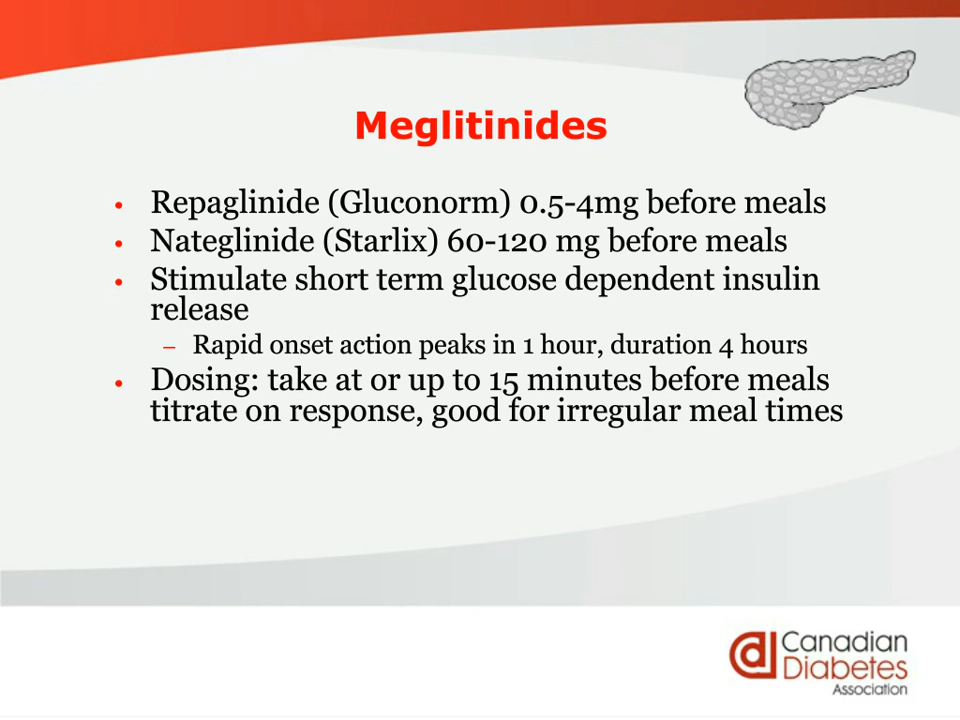 Meglitinides
• Repaglinide (Gluconorm) 0.5-4mg before meals
• Nateglinide (Starlix) 60-120 mg before meals
• Stimulate short term glucose dependent insulin
release
– Rapid onset action peaks in 1 hour, duration 4 hours
• Dosing: take at or up to 15 minutes before meals
titrate on response, good for irregular meal times
Canadian
Diabetes
Association